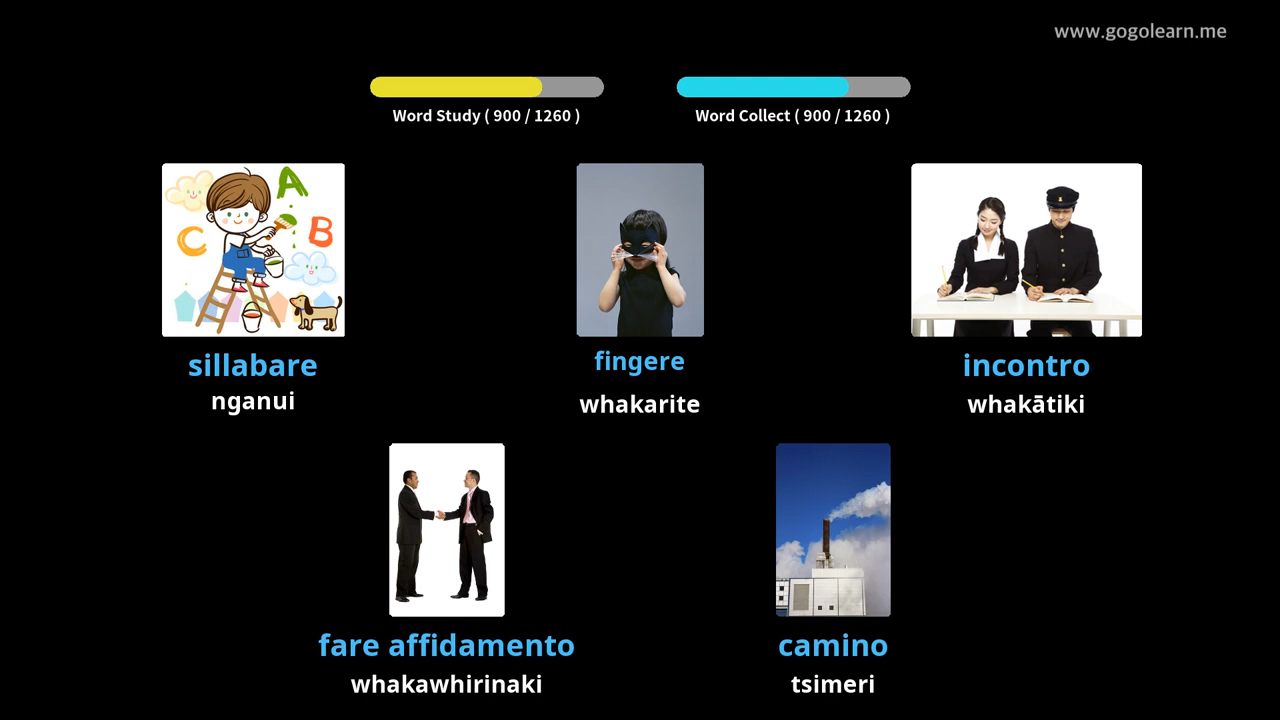 www.gogolearn.me
Word Study ( 900 / 1260 )
Word Collect ( 900 / 1260 )
A
B
C
sillabare
nganui
fingere
whakarite
incontro
whakātiki
fare affidamento
whakawhirinaki
camino
tsimeri